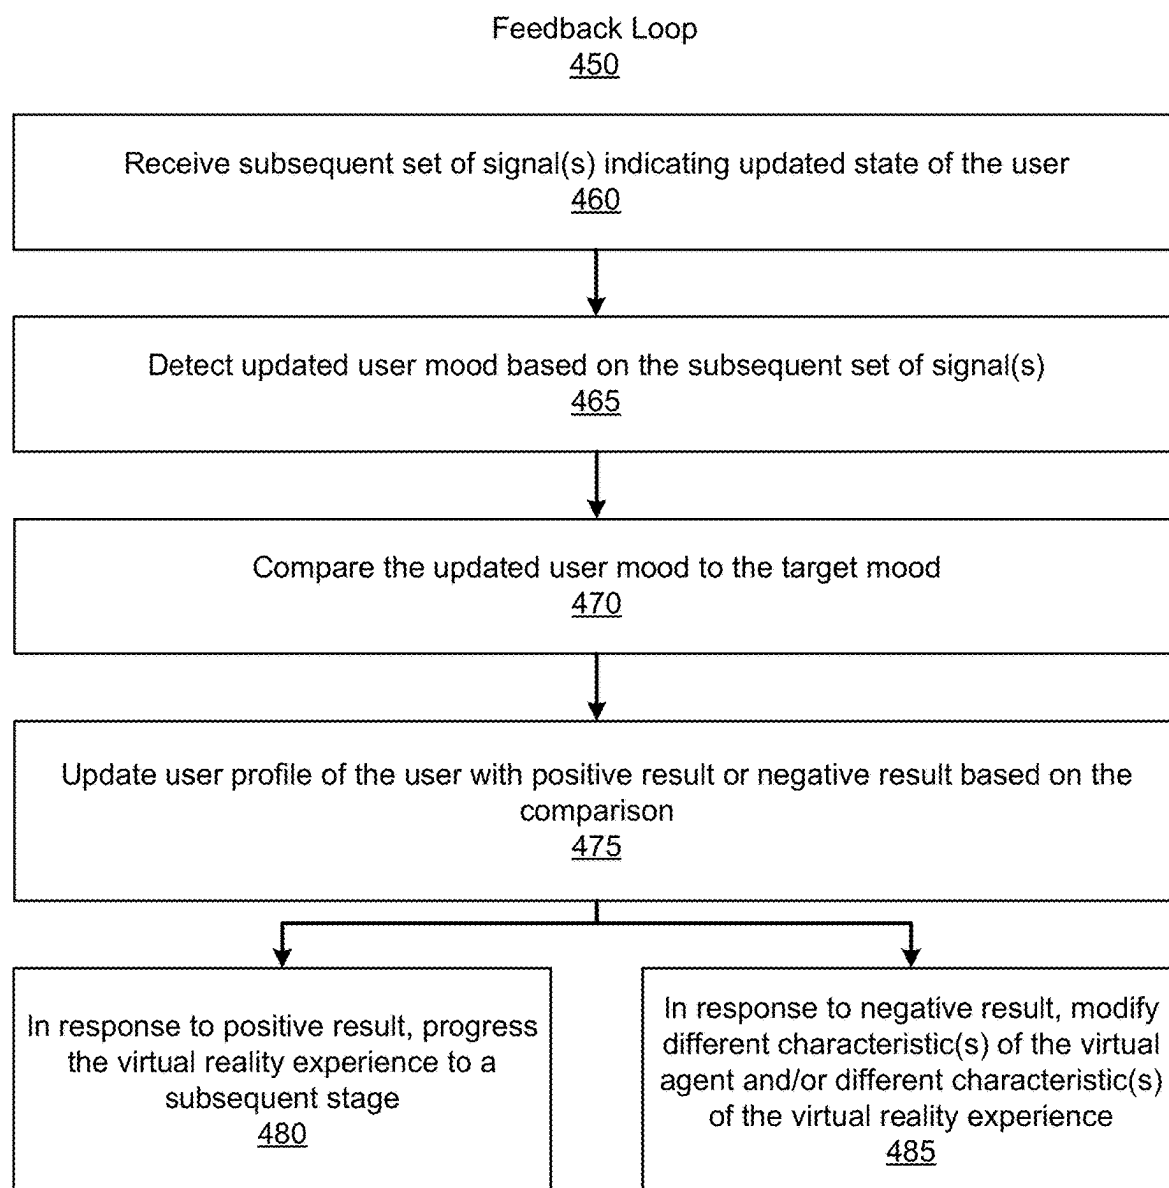 Feedback Loop
450
Receive subsequent set of signal(s) indicating updated state of the user
460
Detect updated user mood based on the subsequent set of signal(s)
465
Compare the updated user mood to the target mood
470
Update user profile of the user with positive result or negative result based on the
comparison
475
In response to positive result, progress
the virtual reality experience to a
subsequent stage
480
In response to negative result, modify
different characteristic(s) of the virtual
agent and/or different characteristic(s)
of the virtual reality experience
485